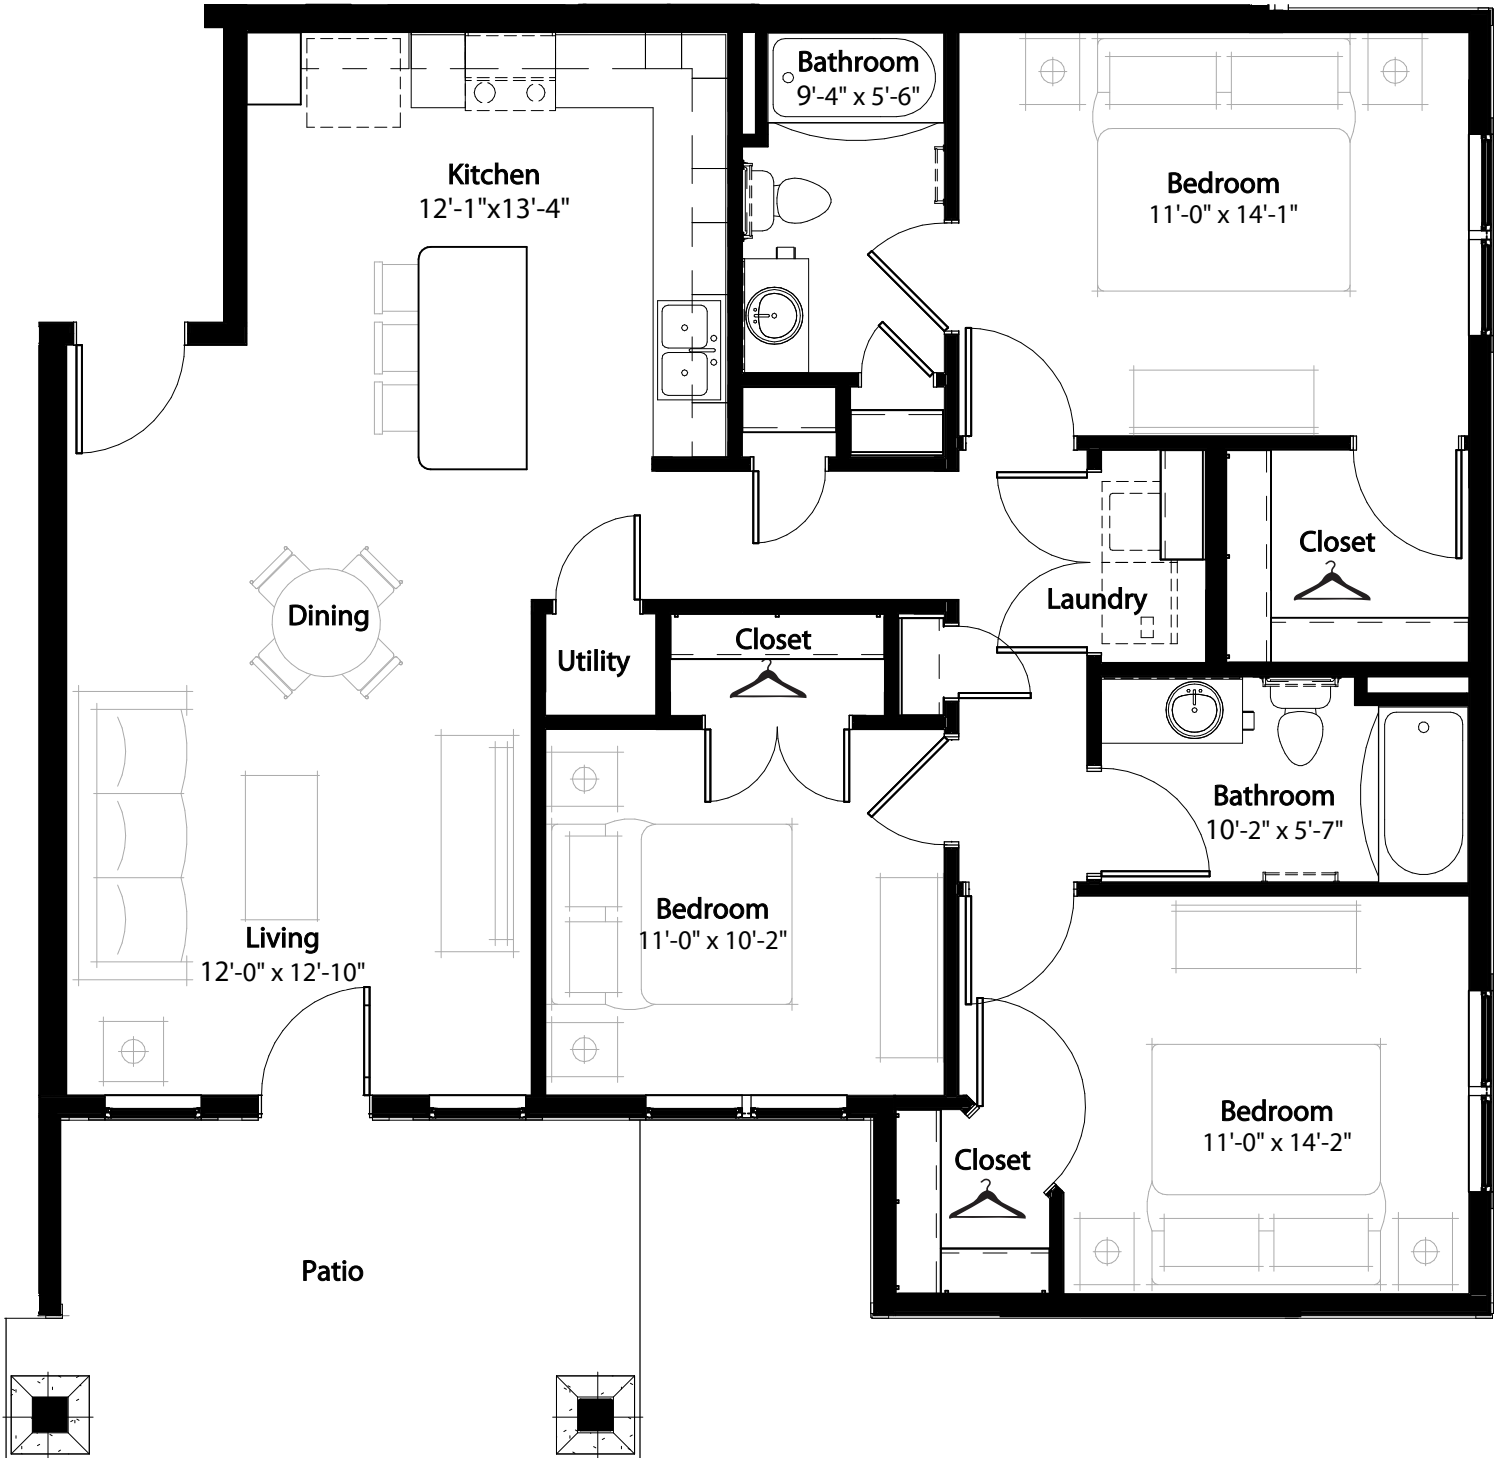 Bathroom
9'-4" x 5'-6"
Kitchen
12'-1"x13'-4"
Bedroom
11'-0" x 14'-1"
Closet
Laundry
Dining
Utility
Closet
Bathroom
10'-2" x 5'-7"
Bedroom
11'-0" x 10'-2"
Living
12'-0" x 12'-10"
Bedroom
11'-0" x 14'-2"
Closet
Patio